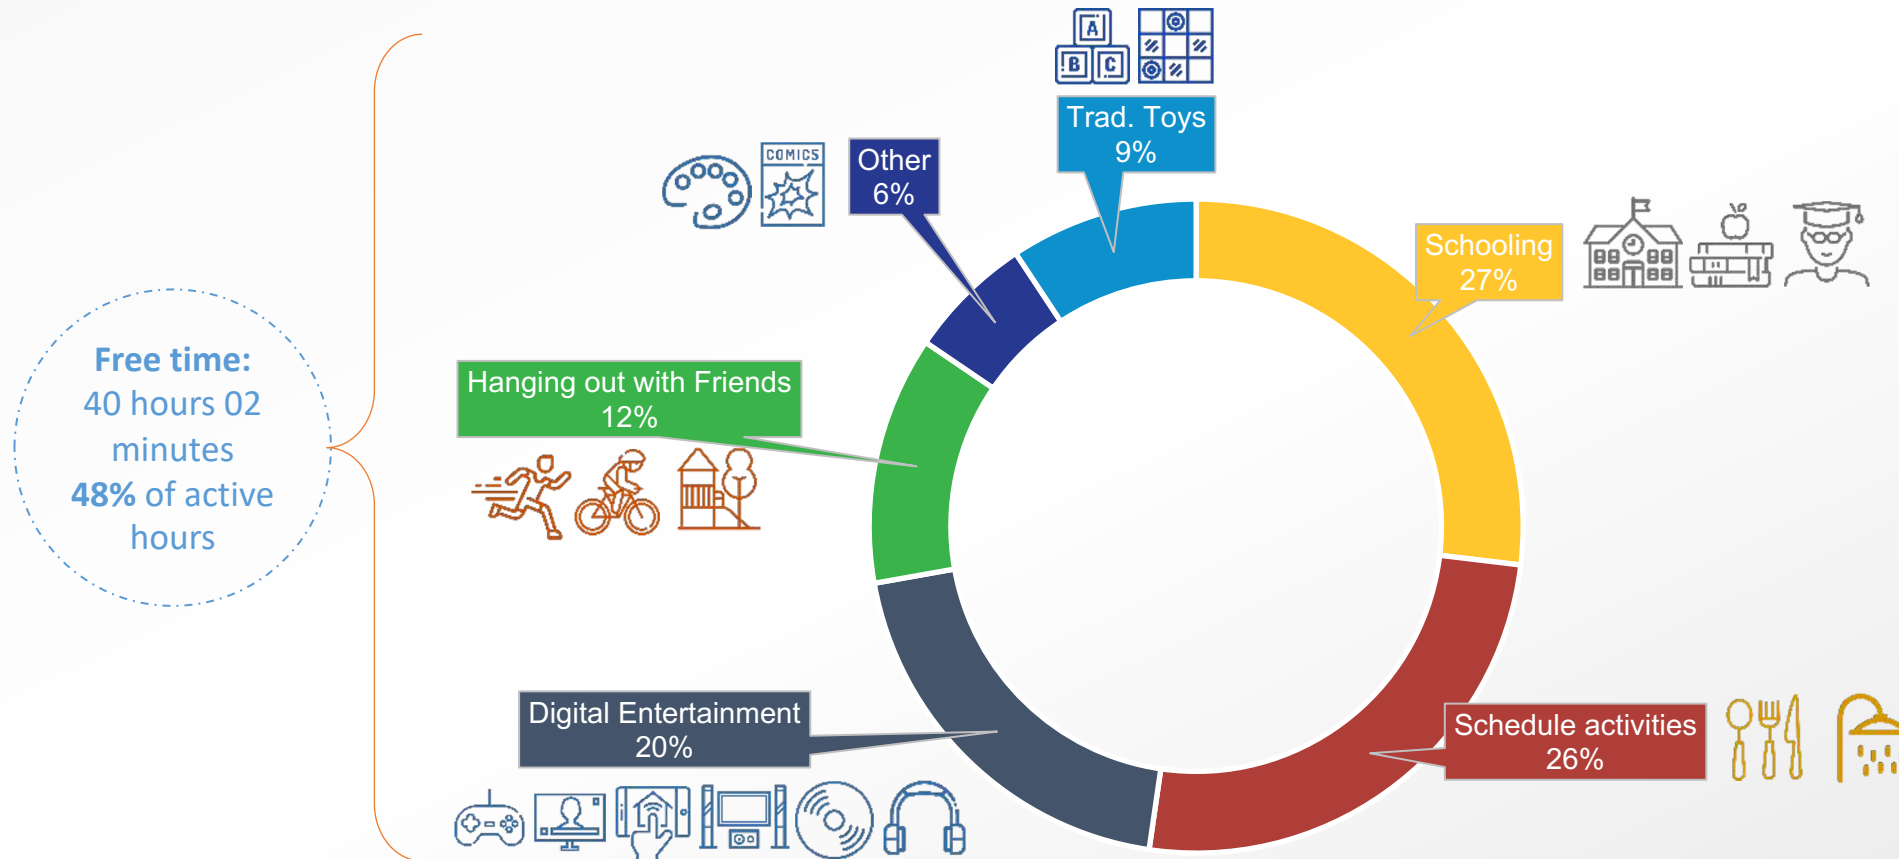 A
B C
Trad. Toys
9%
COMICS
Other
6%
Schooling
27%
Free time:
40 hours 02
minutes
48% of active
hours
Hanging out with Friends
12%
Digital Entertainment
20%
Schedule activities
26%